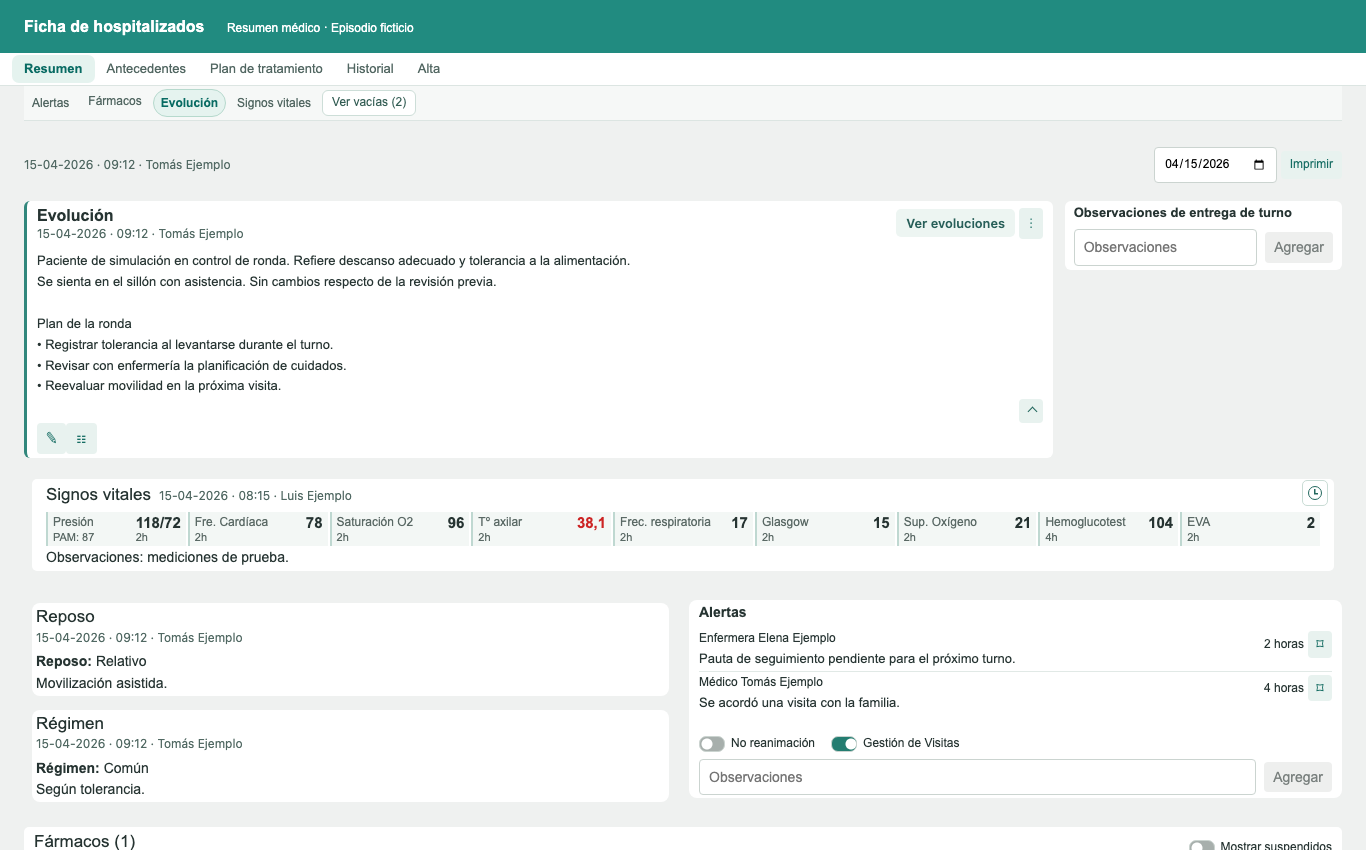 Ficha de hospitalizados
Resumen médico · Episodio ficticio
Resumen
Antecedentes
Plan de tratamiento
Historial
Alta
Alertas
Fármacos
Evolución
Signos vitales
Ver vacías (2)
15-04-2026 · 09:12 · Tomás Ejemplo
04/15/2026
Imprimir
Evolución
15-04-2026 · 09:12 · Tomás Ejemplo
Ver evoluciones
Paciente de simulación en control de ronda. Refiere descanso adecuado y tolerancia a la alimentación.
Se sienta en el sillón con asistencia. Sin cambios respecto de la revisión previa.
Plan de la ronda
• Registrar tolerancia al levantarse durante el turno.
• Revisar con enfermería la planificación de cuidados.
• Reevaluar movilidad en la próxima visita.
Observaciones de entrega de turno
Observaciones
Agregar
Signos vitales 15-04-2026 · 08:15 · Luis Ejemplo
Presión 118/72
PAM: 87 2h
Fre. Cardíaca 78
2h
Saturación O2 96
2h
Tº axilar 38,1
2h
Frec. respiratoria 17
2h
Glasgow 15
2h
Sup. Oxígeno 21
2h
Hemoglucotest 104
4h
EVA 2
2h
Observaciones: mediciones de prueba.
Reposo
15-04-2026 · 09:12 · Tomás Ejemplo
Reposo: Relativo
Movilización asistida.
Régimen
15-04-2026 · 09:12 · Tomás Ejemplo
Régimen: Común
Según tolerancia.
Alertas
Enfermera Elena Ejemplo
Pauta de seguimiento pendiente para el próximo turno.
2 horas
Médico Tomás Ejemplo
Se acordó una visita con la familia.
4 horas
No reanimación
Gestión de Visitas
Observaciones
Agregar
Fármacos (1)
Mostrar suspendidos